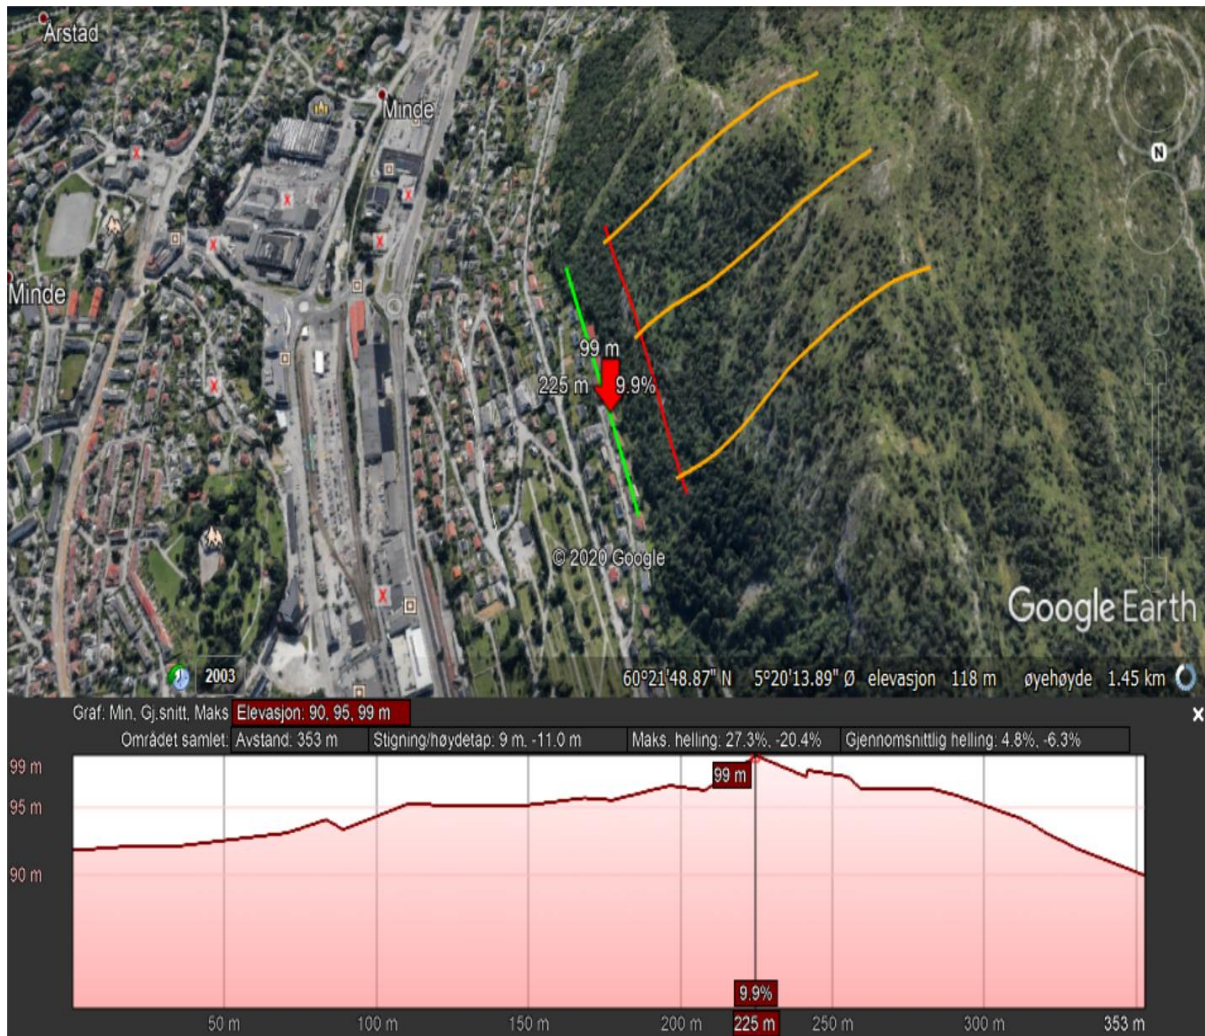 Årstad
Minde
N
Minde
99 m
225 m 9.9%
© 2020 Google
Google Earth
2003
60°21'48.87" N 5°20'13.89" Ø elevasjon 118 m øyehøyde 1.45 km
Graf: Min, Gj.snitt, Maks Elevasjon: 90, 95, 99 m
Området samlet: Avstand: 353 m Stigning/høydetap: 9 m, -11.0 m Maks. helling: 27.3%, -20.4% Gjennomsnittlig helling: 4.8%, -6.3%
99 m
99 m
95 m
90 m
9.9%
50 m 100 m 150 m 200 m 225 m 250 m 300 m 353 m